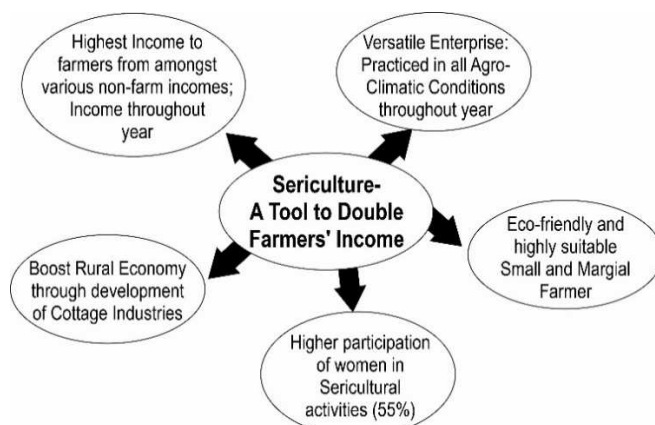 Highest Income to
farmers from amongst
various non-farm incomes;
Income throughout
year
Versatile Enterprise:
Practiced in all Agro-
Climatic Conditions
throughout year
Sericulture-
A Tool to Double
Farmers' Income
Eco-friendly and
highly suitable
Small and Margial
Farmer
Boost Rural Economy
through development
of Cottage Industries
Higher participation
of women in
Sericultural
activities (55%)